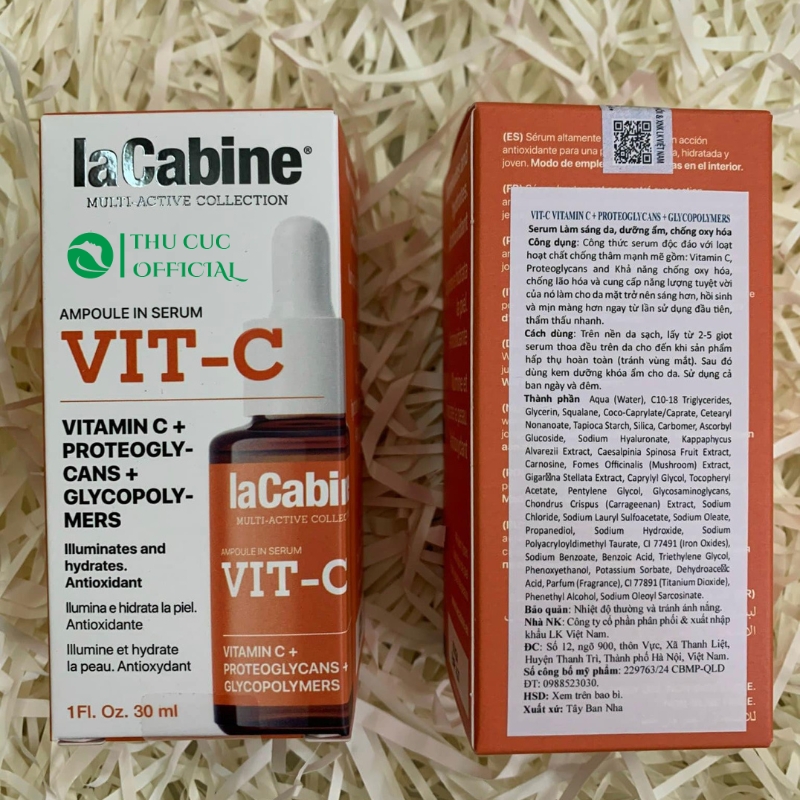 laCabine®
MULTI-ACTIVE COLLECTION
THU CUC
OFFICIAL
AMPOULE IN SERUM
VIT-C
VITAMIN C +
PROTEOGLY-
CANS +
GLYCOPOLY-
MERS
Illuminates and
hydrates.
Antioxidant
Ilumina e hidrata la piel.
Antioxidante
Illumine et hydrate
la peau. Antioxydant
1Fl. Oz. 30 ml
laCabin
MULTI-ACTIVE COLLEC
AMPOULE IN SERUM
VIT-C
VITAMIN C +
PROTEOGLYCANS +
GLYCOPOLYMERS
(ES) Sérum altamente n acción
antioxidante para una p , hidratada y
joven. Modo de emple as en el interior.
VIT-C VITAMIN C + PROTEOGLYCANS + GLYCOPOLYMERS
Serum Làm sáng da, dưỡng ẩm, chống oxy hóa
Công dụng: Công thức serum độc đáo với loạt
hoạt chất chống thâm mạnh mẽ gồm: Vitamin C,
Proteoglycans and Khả năng chống oxy hóa,
chống lão hóa và cung cấp năng lượng tuyệt vời
của nó làm cho da mặt trở nên sáng hơn, hồi sinh
và mịn màng hơn ngay từ lần sử dụng đầu tiên,
thẩm thấu nhanh.
Cách dùng: Trên nền da sạch, lấy từ 2-5 giọt
serum thoa đều trên da cho đến khi sản phẩm
hấp thụ hoàn toàn (tránh vùng mắt). Sau đó
dùng kem dưỡng khóa ẩm cho da. Sử dụng cả
ban ngày và đêm.
Thành phần Aqua (Water), C10-18 Triglycerides,
Glycerin, Squalane, Coco-Caprylate/Caprate, Cetearyl
Nonanoate, Tapioca Starch, Silica, Carbomer, Ascorbyl
Glucoside, Sodium Hyaluronate, Kappaphycus
Alvarezii Extract, Caesalpinia Spinosa Fruit Extract,
Carnosine, Fomes Officinalis (Mushroom) Extract,
Stellata Extract, Caprylyl Glycol, Tocopheryl
Acetate, Pentylene Glycol, Glycosaminoglycans,
Chondrus Crispus (Carrageenan) Extract, Sodium
Chloride, Sodium Lauryl Sulfoacetate, Sodium Oleate,
Propanediol, Sodium Hydroxide, Sodium
Polyacryloyldimethyl Taurate, CI 77491 (Iron Oxides),
Sodium Benzoate, Benzoic Acid, Triethylene Glycol,
Phenoxyethanol, Potassium Sorbate,
Acid, Parfum (Fragrance), CI 77891 (Titanium Dioxide),
Phenethyl Alcohol, Sodium Oleoyl Sarcosinate.
Bảo quản: Nhiệt độ thường và tránh ánh nắng.
Nhà NK: Công ty cổ phần phân phối & xuất nhập
khẩu LK Việt Nam.
ĐC: Số 12, ngõ 900, thôn Vực, Xã Thanh Liệt,
Huyện Thanh Trì, Thành phố Hà Nội, Việt Nam.
Số công bố mỹ phẩm: 229763/24 CBMP-QLD
ĐT: 0988523030.
HSD: Xem trên bao bì.
Xuất xứ: Tây Ban Nha